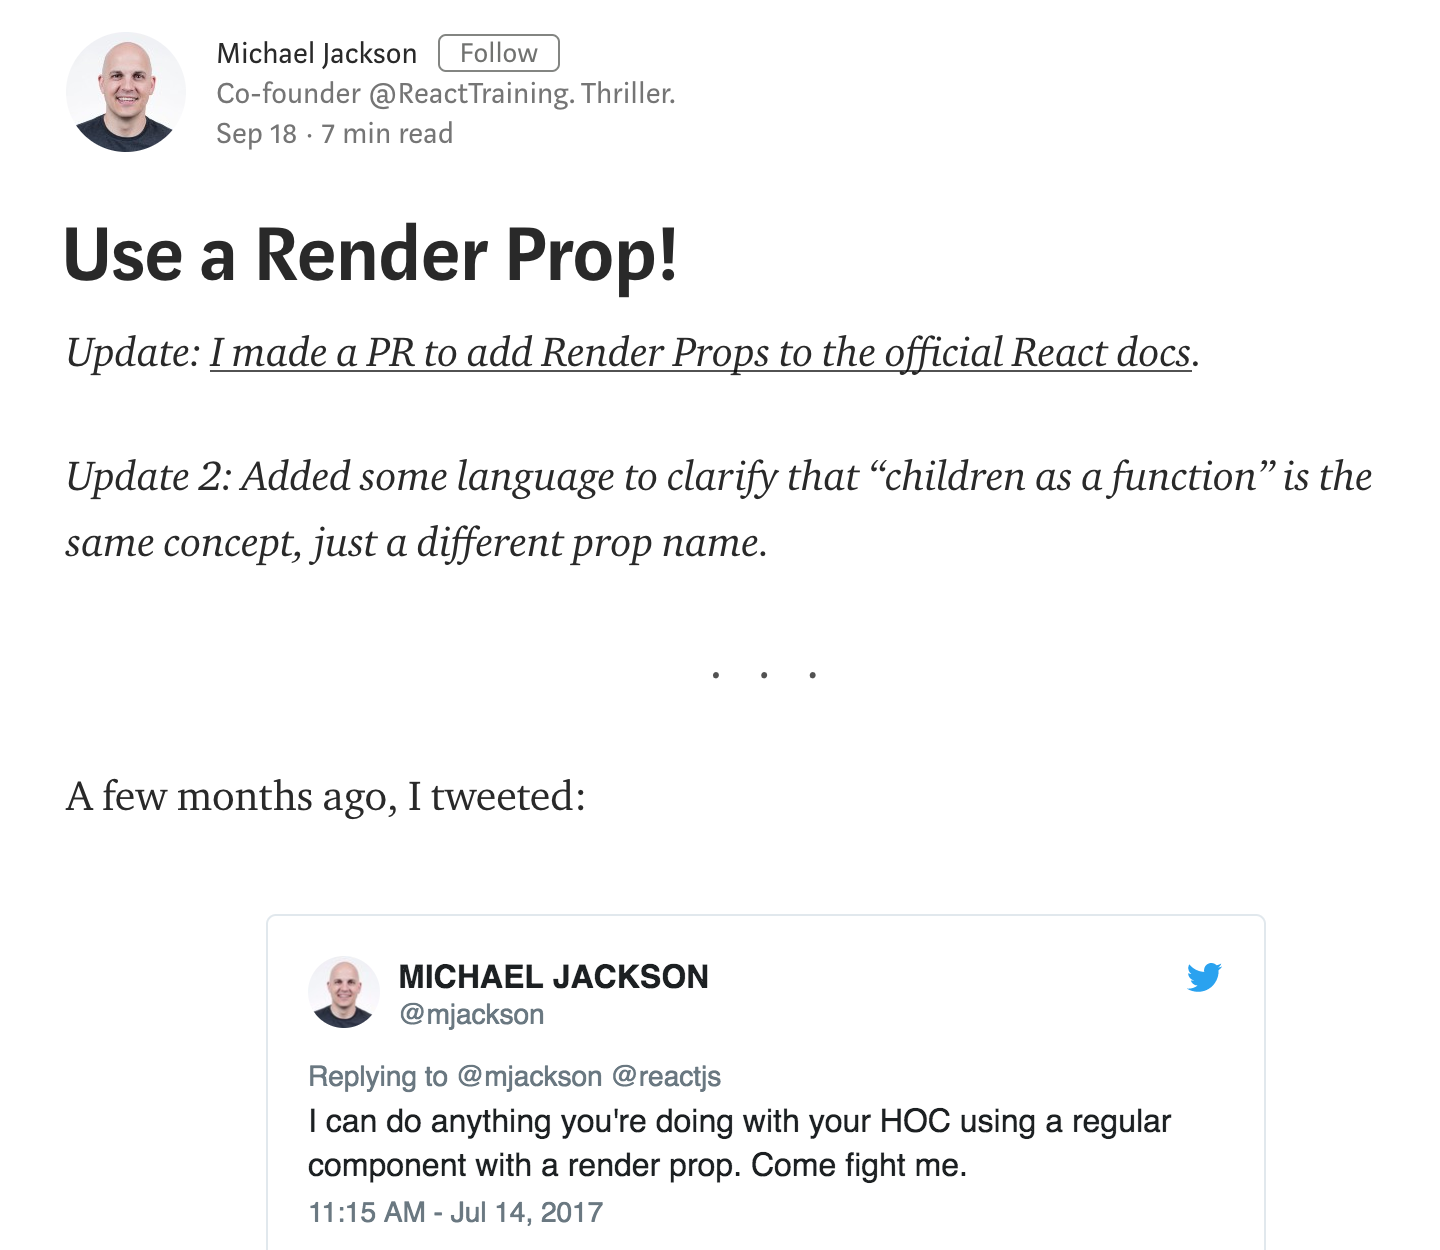 Michael Jackson Follow
Co-founder @ReactTraining. Thriller.
Sep 18 · 7 min read
Use a Render Prop!
Update: I made a PR to add Render Props to the official React docs.
Update 2: Added some language to clarify that “children as a function” is the
same concept, just a different prop name.
. . .
A few months ago, I tweeted:
MICHAEL JACKSON
@mjackson
Replying to @mjackson @reactjs
I can do anything you're doing with your HOC using a regular
component with a render prop. Come fight me.
11:15 AM - Jul 14, 2017